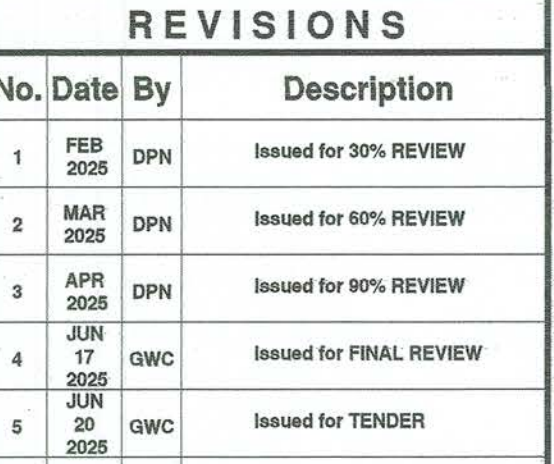 REVISIONS
No. Date By Description
1 FEB 2025 DPN Issued for 30% REVIEW
2 MAR 2025 DPN Issued for 60% REVIEW
3 APR 2025 DPN Issued for 90% REVIEW
4 JUN 17 2025 GWC Issued for FINAL REVIEW
5 JUN 20 2025 GWC Issued for TENDER